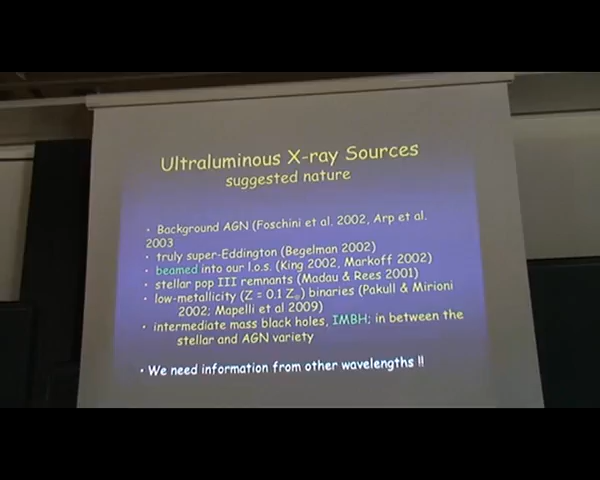 Ultraluminous X-ray Sources
suggested nature
• Background AGN (Foschini et al. 2002, Arp et al.
2003
• truly super-Eddington (Begelman 2002)
• beamed into our l.o.s. (King 2002, Markoff 2002)
• stellar pop III remnants (Madau & Rees 2001)
• low-metallicity (Z = 0.1 Z⊙) binaries (Pakull & Mirioni
2002; Mapelli et al 2009)
• intermediate mass black holes, IMBH; in between the
stellar and AGN variety
• We need information from other wavelengths !!